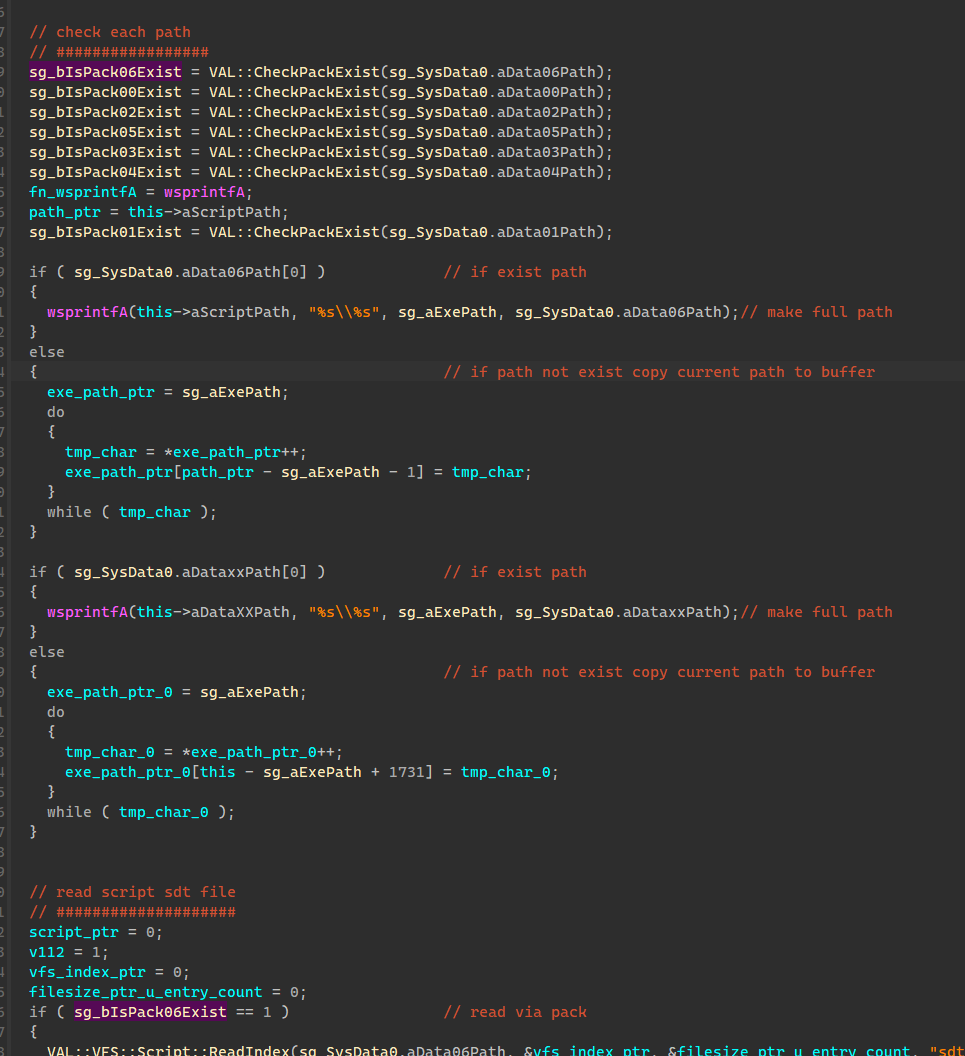 // check each path
// #################
sg_bIsPack06Exist = VAL::CheckPackExist(sg_SysData0.aData06Path);
sg_bIsPack00Exist = VAL::CheckPackExist(sg_SysData0.aData00Path);
sg_bIsPack02Exist = VAL::CheckPackExist(sg_SysData0.aData02Path);
sg_bIsPack05Exist = VAL::CheckPackExist(sg_SysData0.aData05Path);
sg_bIsPack03Exist = VAL::CheckPackExist(sg_SysData0.aData03Path);
sg_bIsPack04Exist = VAL::CheckPackExist(sg_SysData0.aData04Path);
fn_wsprintfA = wsprintfA;
path_ptr = this->aScriptPath;
sg_bIsPack01Exist = VAL::CheckPackExist(sg_SysData0.aData01Path);
if ( sg_SysData0.aData06Path[0] ) // if exist path
{
wsprintfA(this->aScriptPath, "%s\\%s", sg_aExePath, sg_SysData0.aData06Path);// make full path
}
else
{ // if path not exist copy current path to buffer
exe_path_ptr = sg_aExePath;
do
{
tmp_char = *exe_path_ptr++;
exe_path_ptr[path_ptr - sg_aExePath - 1] = tmp_char;
}
while ( tmp_char );
}
if ( sg_SysData0.aDataxxPath[0] ) // if exist path
{
wsprintfA(this->aDataXXPath, "%s\\%s", sg_aExePath, sg_SysData0.aDataxxPath);// make full path
}
else
{ // if path not exist copy current path to buffer
exe_path_ptr_0 = sg_aExePath;
do
{
tmp_char_0 = *exe_path_ptr_0++;
exe_path_ptr_0[this - sg_aExePath + 1731] = tmp_char_0;
}
while ( tmp_char_0 );
}
// read script sdt file
// ####################
script_ptr = 0;
v112 = 1;
vfs_index_ptr = 0;
filesize_ptr_u_entry_count = 0;
if ( sg_bIsPack06Exist == 1 ) // read via pack
{
VAL::VFS::Script::ReadIndex(sg_SysData0.aData06Path, &vfs_index_ptr, &filesize_ptr_u_entry_count, "sdt